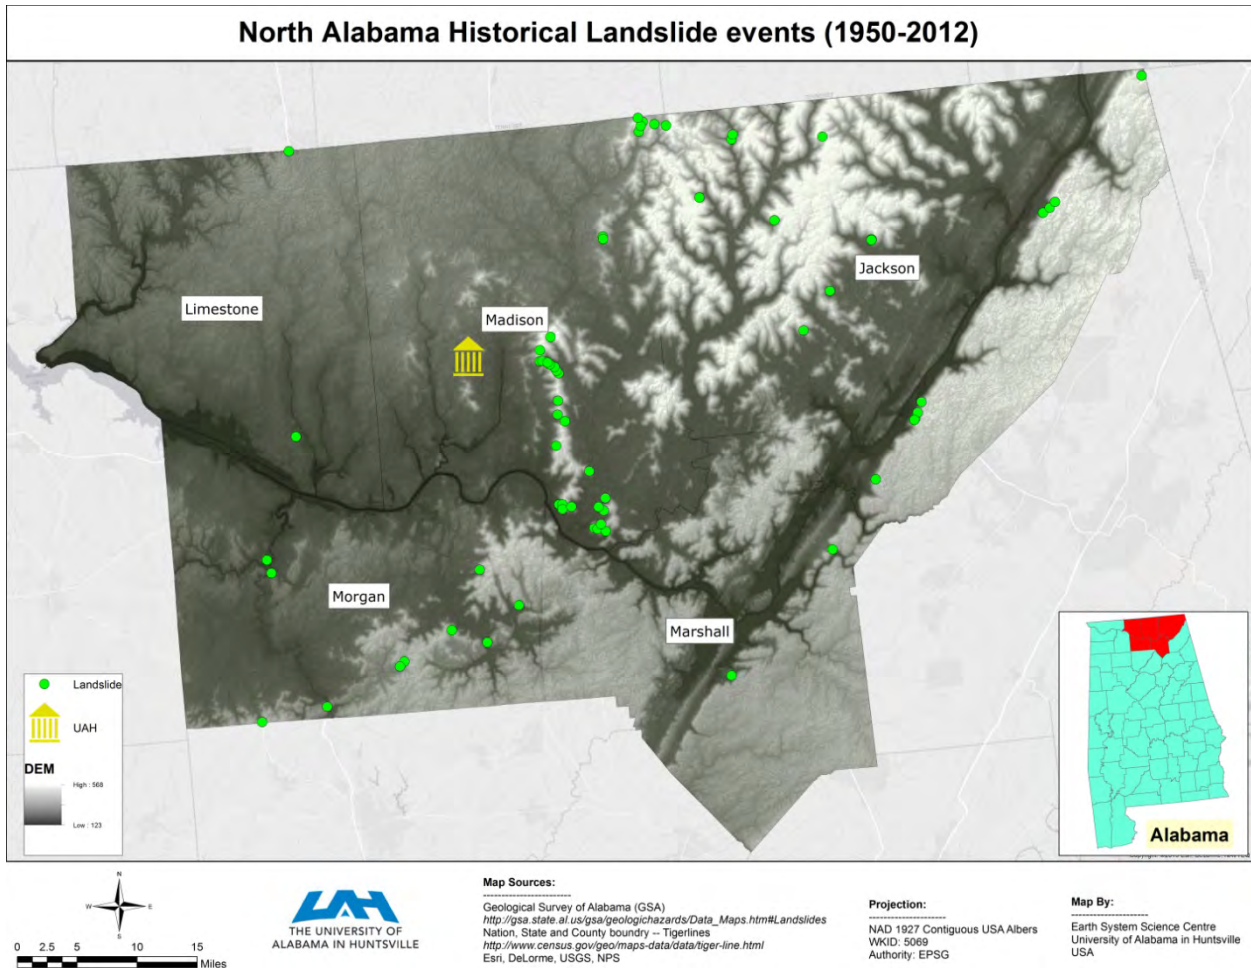 North Alabama Historical Landslide events (1950-2012)
Limestone
Madison
Jackson
Morgan
Marshall
Landslide
UAH
DEM
High : 568
Low : 123
Alabama
N
W
E
S
0 2.5 5 10 15
Miles
UAH
THE UNIVERSITY OF
ALABAMA IN HUNTSVILLE
Map Sources:
------------------------
Geological Survey of Alabama (GSA)
http://gsa.state.al.us/gsa/geologichazards/Data_Maps.htm#Landslides
Nation, State and County boundry -- Tigerlines
http://www.census.gov/geo/maps-data/data/tiger-line.html
Esri, DeLorme, USGS, NPS
Projection:
---------------------
NAD 1927 Contiguous USA Albers
WKID: 5069
Authority: EPSG
Map By:
---------------------
Earth System Science Centre
University of Alabama in Huntsville
USA